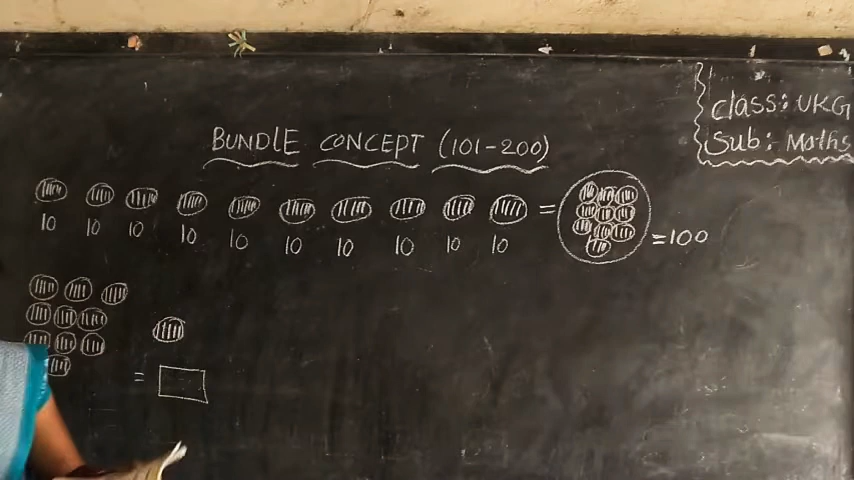 class: UKG
Sub: Maths
BUNDLE CONCEPT (101-200)
= =100
10 10 10 10 10 10 10 10 10 10
=